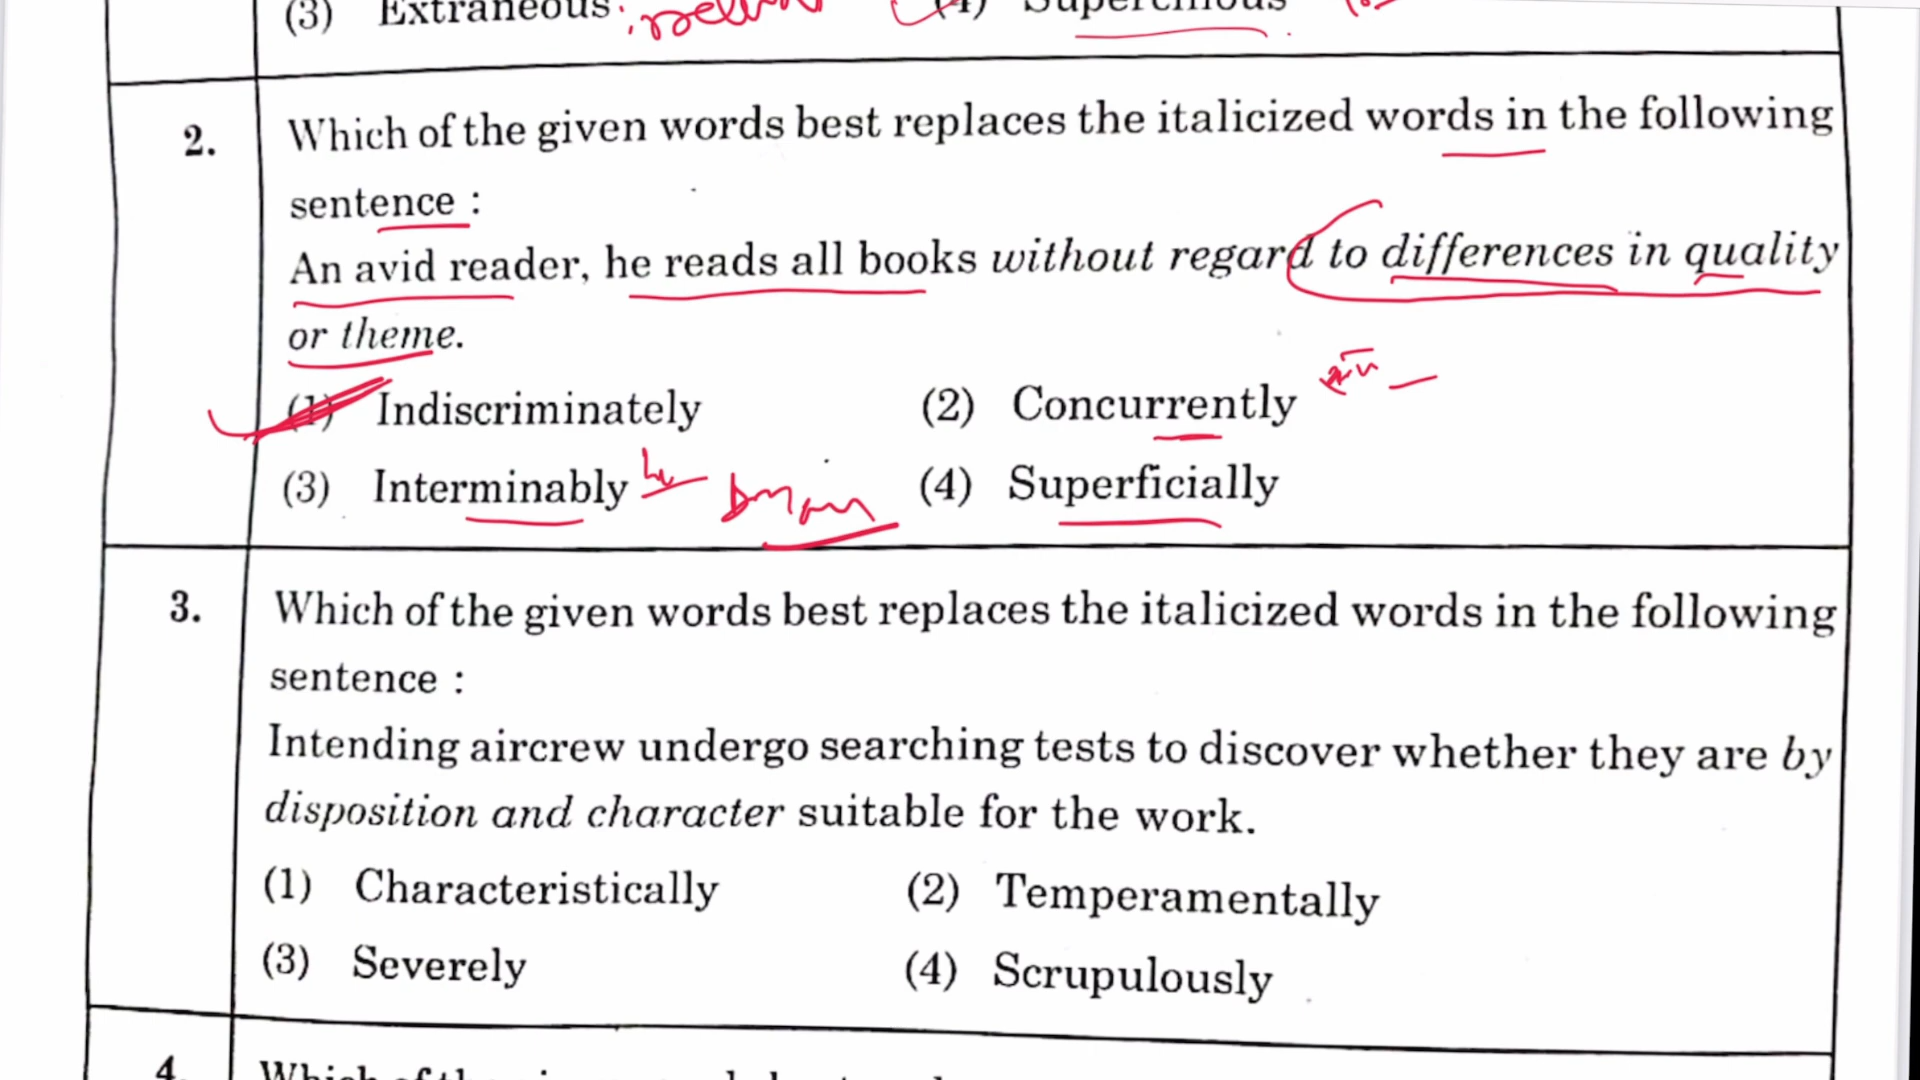 (3) Extraneous
2. Which of the given words best replaces the italicized words in the following
sentence :
An avid reader, he reads all books without regard to differences in quality
or theme.
(1) Indiscriminately (2) Concurrently
(3) Interminably (4) Superficially
3. Which of the given words best replaces the italicized words in the following
sentence :
Intending aircrew undergo searching tests to discover whether they are by
disposition and character suitable for the work.
(1) Characteristically (2) Temperamentally
(3) Severely (4) Scrupulously
4.